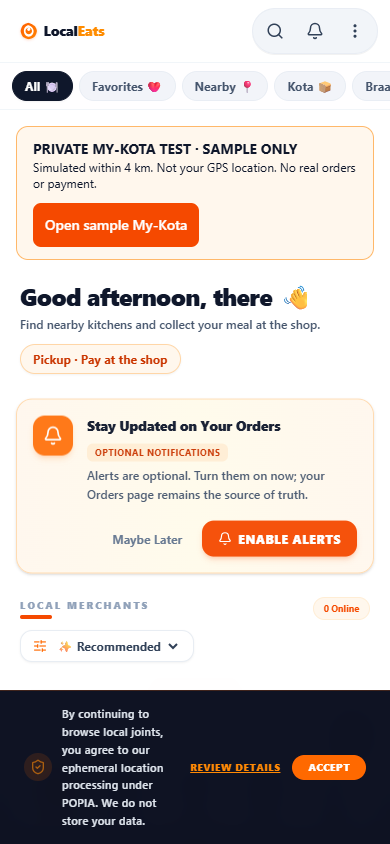 LocalEats
All 🍽️ Favorites 💖 Nearby 📍 Kota 📦 Braa
PRIVATE MY-KOTA TEST · SAMPLE ONLY
Simulated within 4 km. Not your GPS location. No real orders
or payment.
Open sample My-Kota
Good afternoon, there 👋
Find nearby kitchens and collect your meal at the shop.
Pickup · Pay at the shop
Stay Updated on Your Orders
OPTIONAL NOTIFICATIONS
Alerts are optional. Turn them on now; your
Orders page remains the source of truth.
Maybe Later ENABLE ALERTS
LOCAL MERCHANTS 0 Online
✨ Recommended
By continuing to
browse local joints,
you agree to our
ephemeral location
processing under
POPIA. We do not
store your data.
REVIEW DETAILS ACCEPT